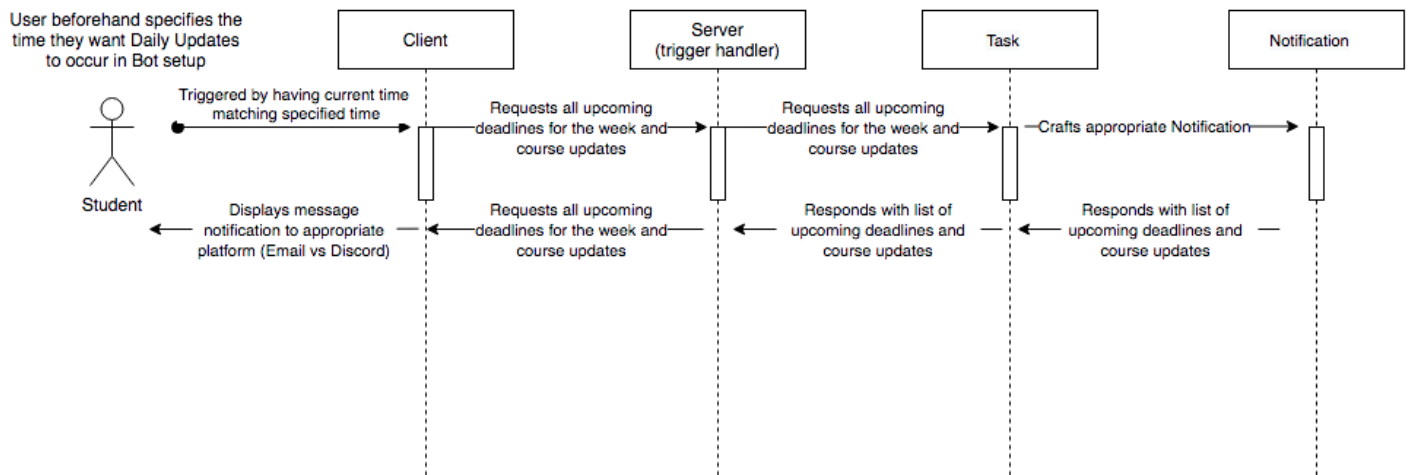 User beforehand specifies the
time they want Daily Updates
to occur in Bot setup
Client
Server
(trigger handler)
Task
Notification
Triggered by having current time
matching specified time
Requests all upcoming
deadlines for the week and
course updates
Requests all upcoming
deadlines for the week and
course updates
Crafts appropriate Notification
Student
Displays message
notification to appropriate
platform (Email vs Discord)
Requests all upcoming
deadlines for the week and
course updates
Responds with list of
upcoming deadlines and
course updates
Responds with list of
upcoming deadlines and
course updates